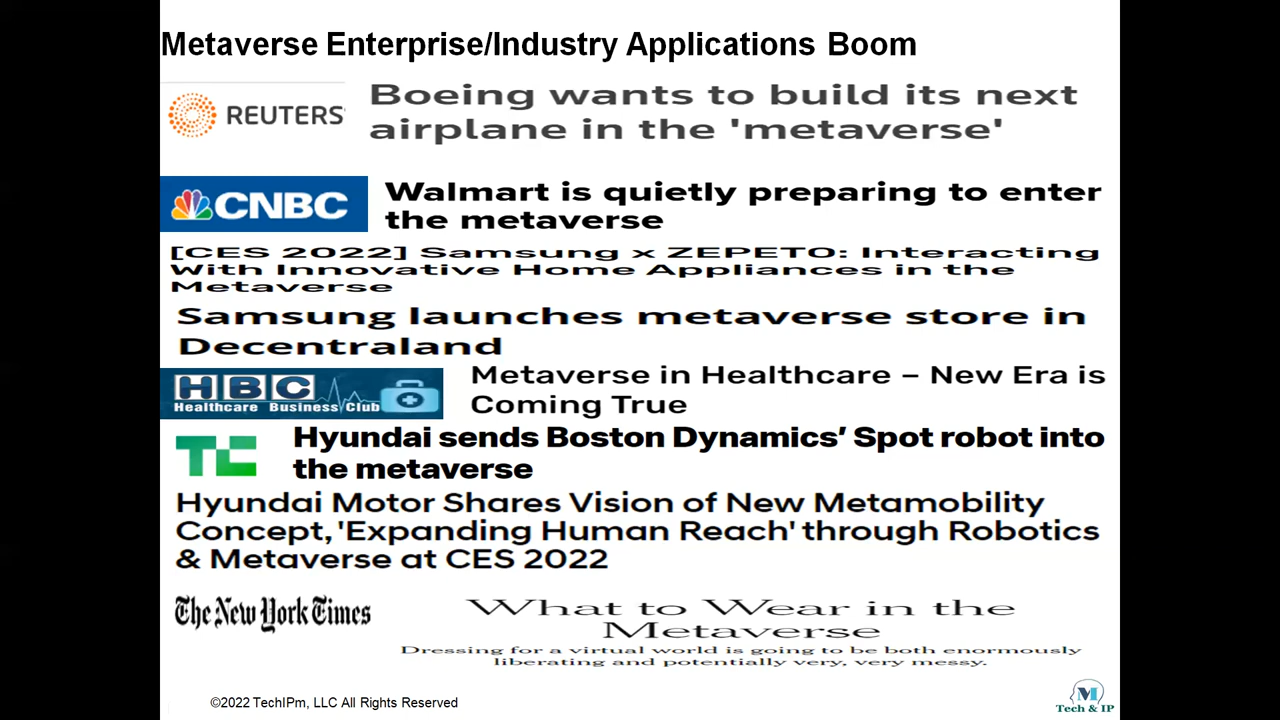 Metaverse Enterprise/Industry Applications Boom
REUTERS
Boeing wants to build its next
airplane in the 'metaverse'
CNBC
Walmart is quietly preparing to enter
the metaverse
[CES 2022] Samsung x ZEPETO: Interacting
With Innovative Home Appliances in the
Metaverse
Samsung launches metaverse store in
Decentraland
HBC
Healthcare Business Club
Metaverse in Healthcare – New Era is
Coming True
TC
Hyundai sends Boston Dynamics’ Spot robot into
the metaverse
Hyundai Motor Shares Vision of New Metamobility
Concept, 'Expanding Human Reach' through Robotics
& Metaverse at CES 2022
The New York Times
What to Wear in the
Metaverse
Dressing for a virtual world is going to be both enormously
liberating and potentially very, very messy.
©2022 TechIPm, LLC All Rights Reserved
M
Tech & IP